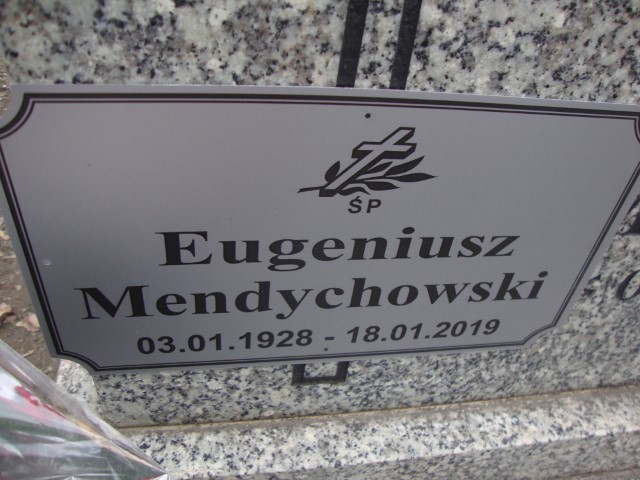 ŚP
Eugeniusz
Mendychowski
03.01.1928 - 18.01.2019